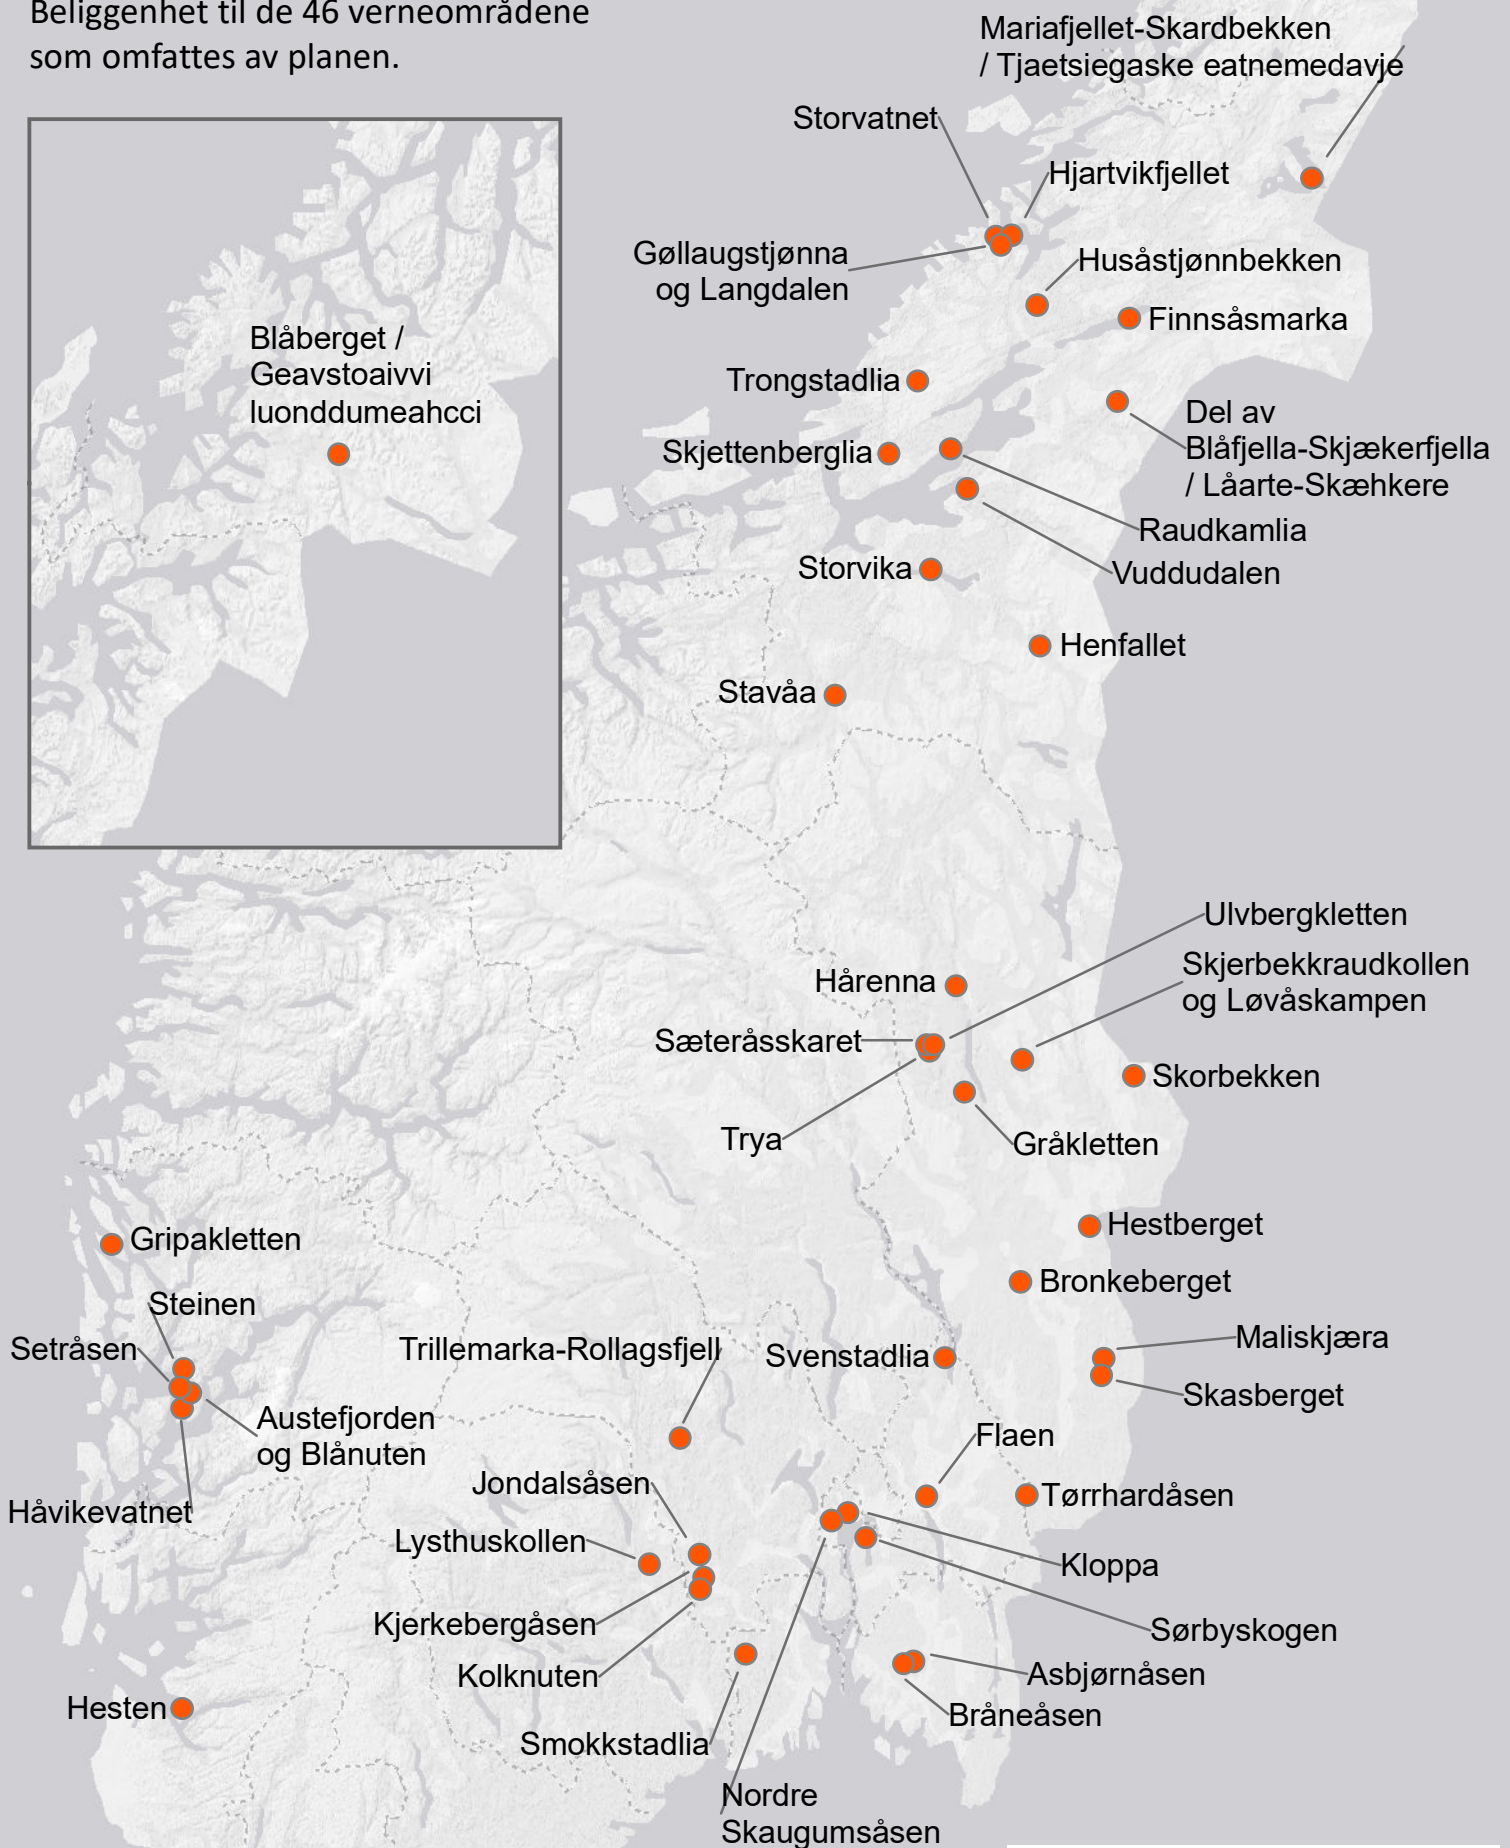 Beliggenhet til de 46 verneområdene
som omfattes av planen.
Mariafjellet-Skardbekken
/ Tjaetsiegaske eatnemedavje
Storvatnet
Hjartvikfjellet
Gøllaugstjønna
og Langdalen
Husåstjønnbekken
Finnsåsmarka
Blåberget /
Geavstoaivvi
luonddumeahcci
Trongstadlia
Del av
Blåfjella-Skjækerfjella
/ Låarte-Skæhkere
Skjettenberglia
Raudkamlia
Vuddudalen
Storvika
Henfallet
Stavåa
Ulvbergkletten
Skjerbekkraudkollen
og Løvåskampen
Hårenna
Sæteråsskaret
Skorbekken
Trya
Gråkletten
Hestberget
Gripakletten
Bronkeberget
Steinen
Setråsen
Trillemarka-Rollagsfjell
Svenstadlia
Maliskjæra
Skasberget
Austefjorden
og Blånuten
Flaen
Jondalsåsen
Tørrhardåsen
Håvikevatnet
Lysthuskollen
Kloppa
Kjerkebergåsen
Sørbyskogen
Kolknuten
Asbjørnåsen
Hesten
Bråneåsen
Smokkstadlia
Nordre
Skaugumsåsen